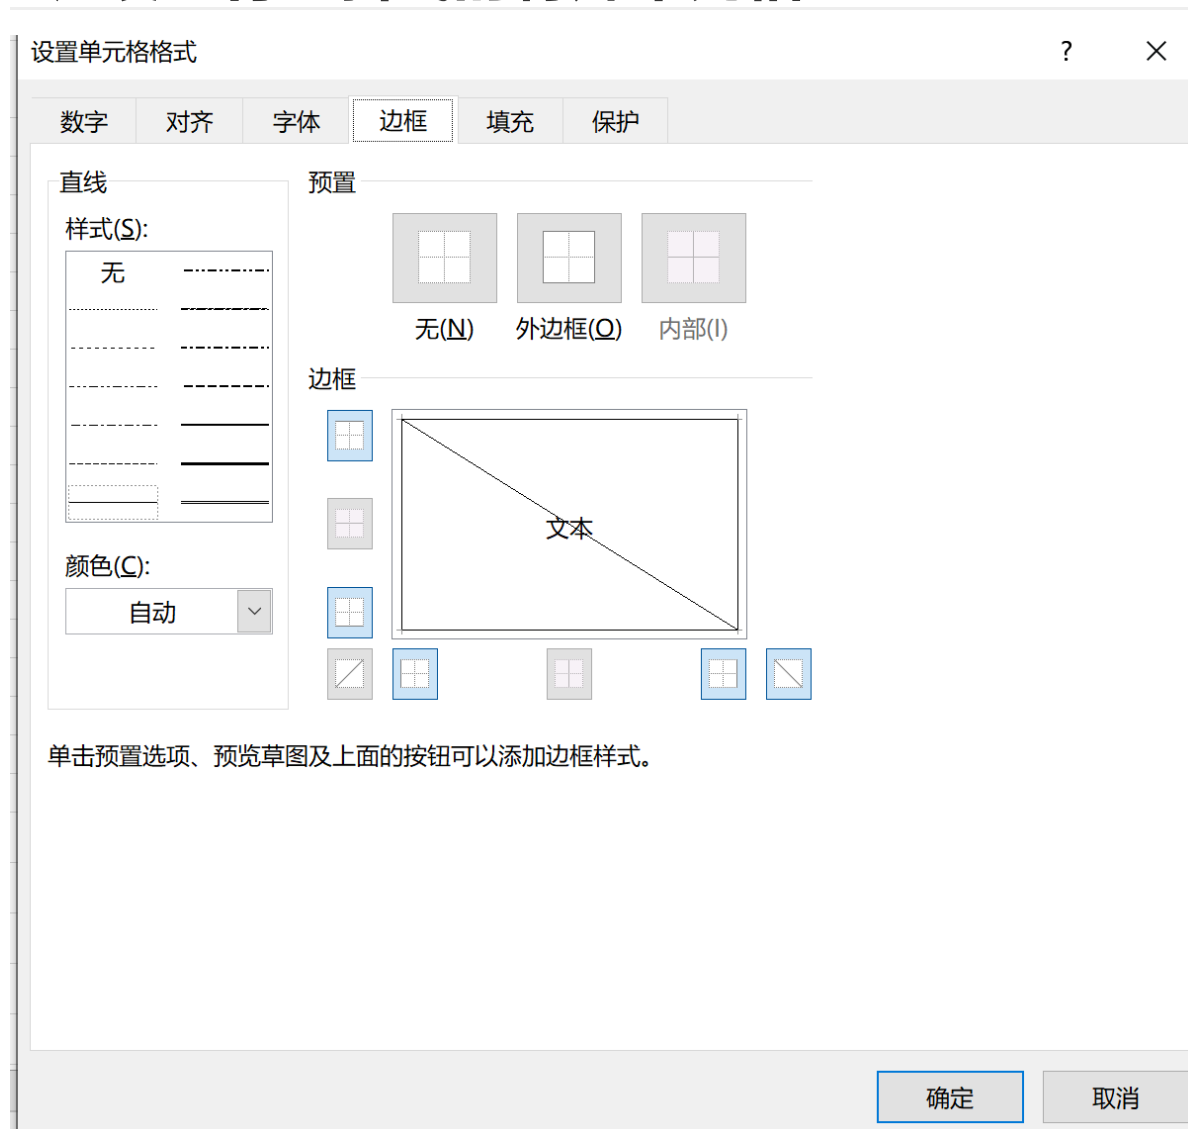 设置单元格格式
?
数字 对齐 字体 边框 填充 保护
直线
样式(S):
无
颜色(C):
自动
预置
无(N) 外边框(O) 内部(I)
边框
文本
单击预置选项、预览草图及上面的按钮可以添加边框样式。
确定 取消